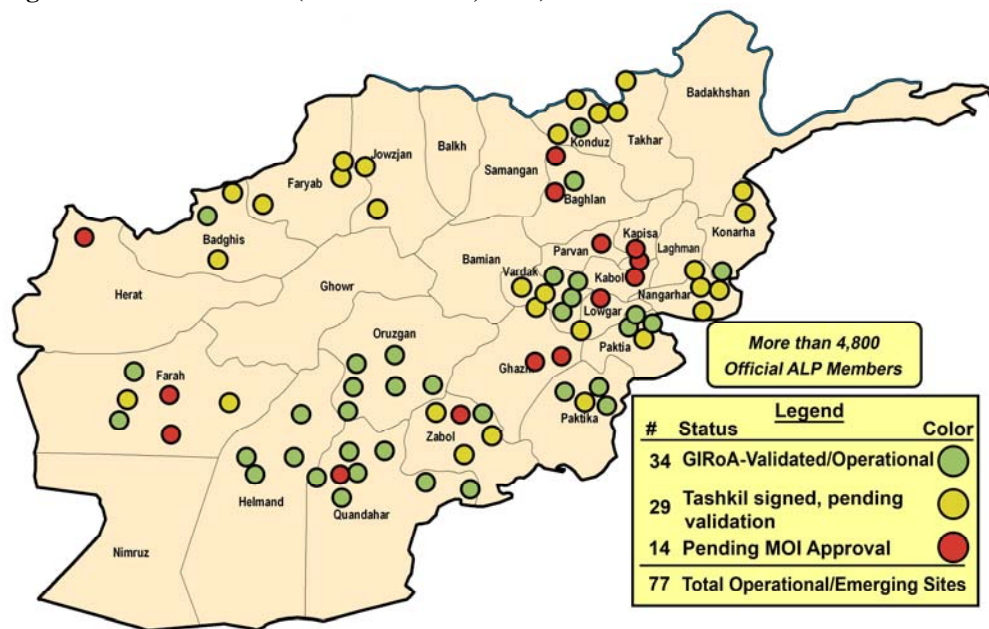 Badakhshan
Takhar
Konduz
Balkh
Jowzjan
Samangan
Faryab
Baghlan
Konarha
Kapisa
Badghis
Parvan
Laghman
Bamian
Vardak
Kabol
Herat
Ghowr
Nangarhar
Lowgar
Oruzgan
Paktia
More than 4,800
Official ALP Members
Ghazni
Farah
Paktika
Zabol
Helmand
Quandahar
Nimruz
Legend
# Status Color
34 GIRoA-Validated/Operational
29 Tashkil signed, pending
validation
14 Pending MOI Approval
77 Total Operational/Emerging Sites